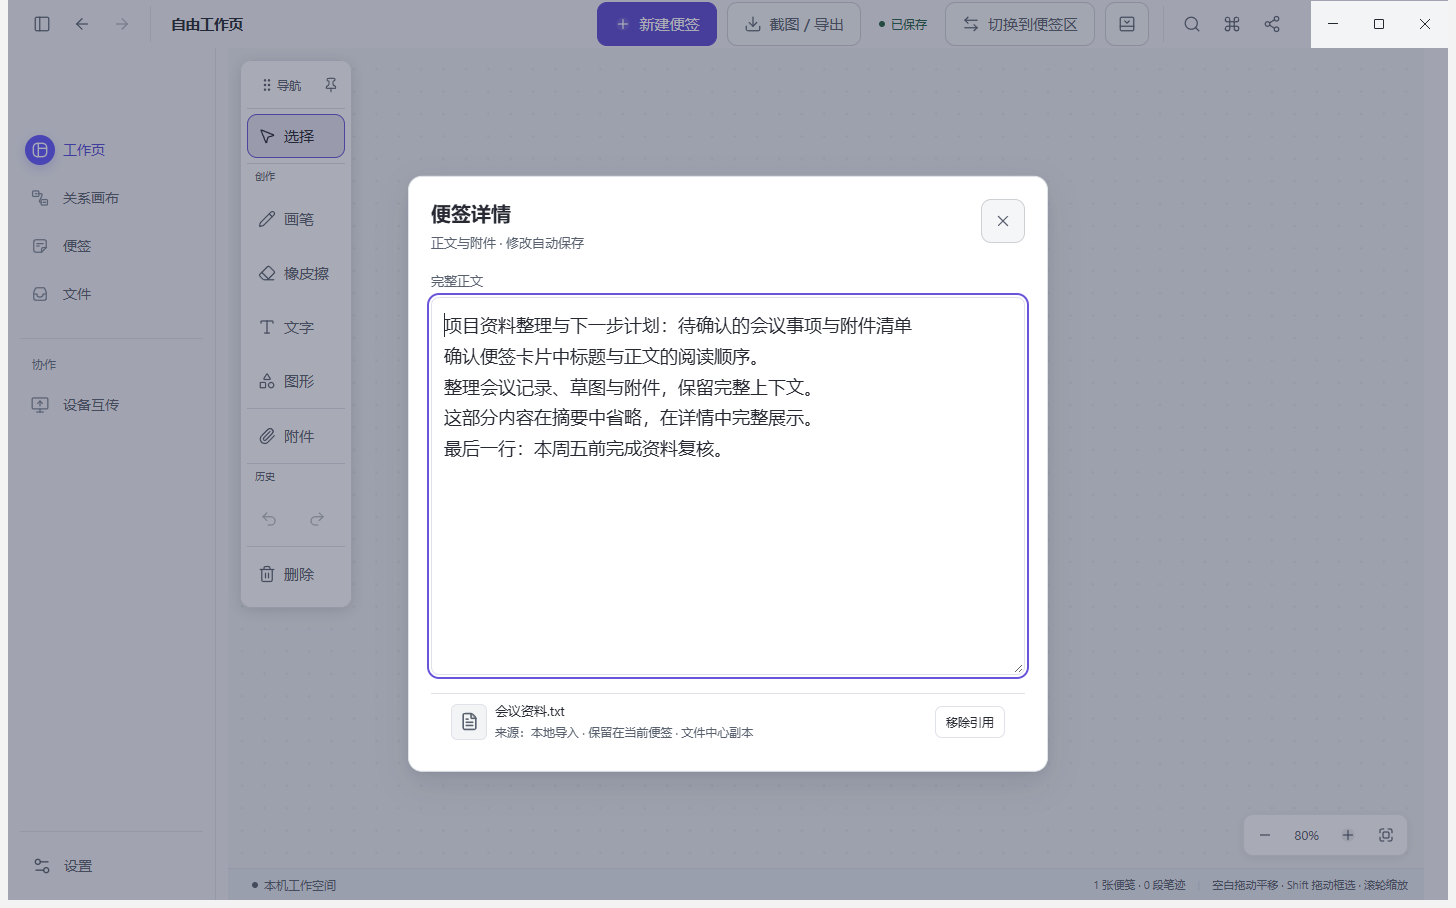 自由工作页
新建便签
截图 / 导出
已保存
切换到便签区
导航
选择
创作
画笔
橡皮擦
文字
图形
附件
历史
删除
工作页
关系画布
便签
文件
协作
设备互传
设置
便签详情
正文与附件 · 修改自动保存
完整正文
项目资料整理与下一步计划：待确认的会议事项与附件清单
确认便签卡片中标题与正文的阅读顺序。
整理会议记录、草图与附件，保留完整上下文。
这部分内容在摘要中省略，在详情中完整展示。
最后一行：本周五前完成资料复核。
会议资料.txt
来源：本地导入 · 保留在当前便签 · 文件中心副本
移除引用
80%
本机工作空间
1 张便笺 · 0 段笔迹
空白拖动平移 · Shift 拖动框选 · 滚轮缩放